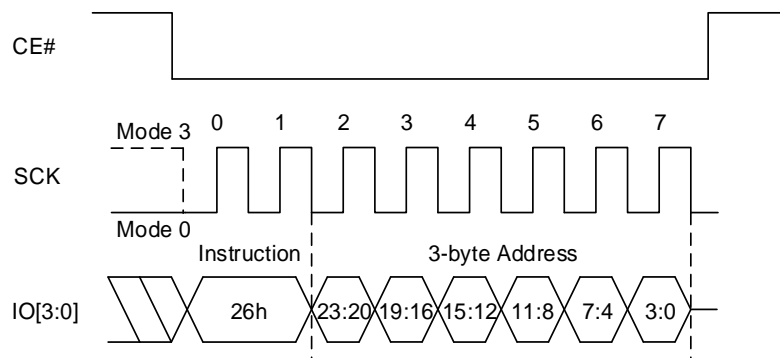 CE#
Mode 3
0 1 2 3 4 5 6 7
SCK
Mode 0
Instruction 3-byte Address
IO[3:0] 26h 23:20 19:16 15:12 11:8 7:4 3:0